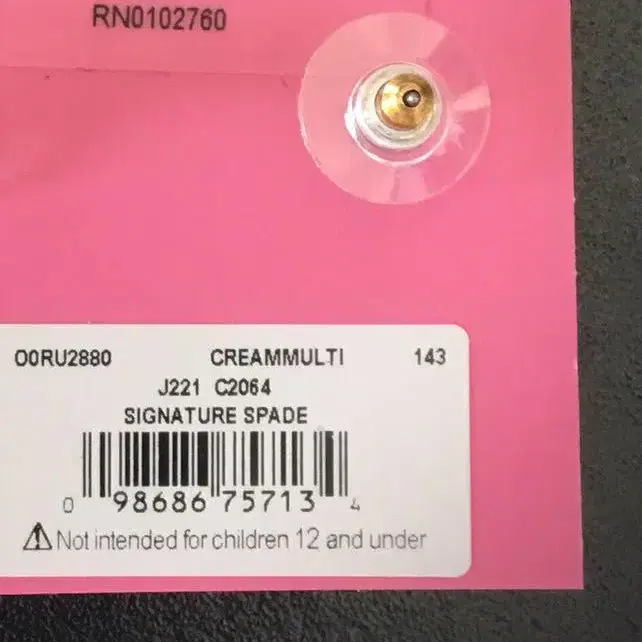 RN0102760
O0RU2880 CREAMMULTI 143
J221 C2064
SIGNATURE SPADE
0 98686 75713 4
⚠ Not intended for children 12 and under